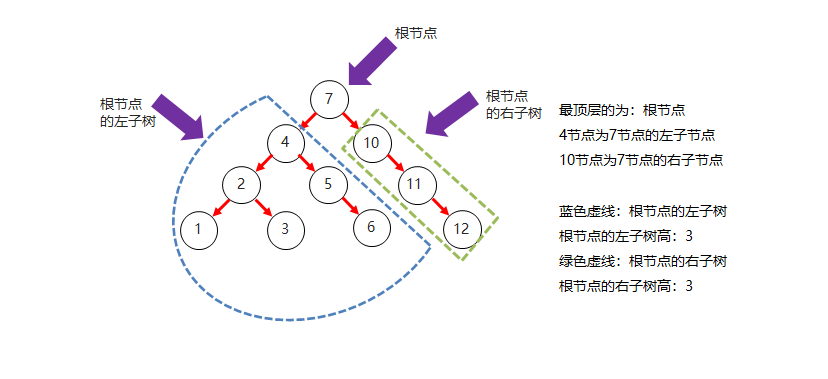 根节点
根节点
的左子树
根节点
的右子树
7
4
10
2
5
11
1
3
6
12
最顶层的为：根节点
4节点为7节点的左子节点
10节点为7节点的右子节点
蓝色虚线：根节点的左子树
根节点的左子树高：3
绿色虚线：根节点的右子树
根节点的右子树高：3